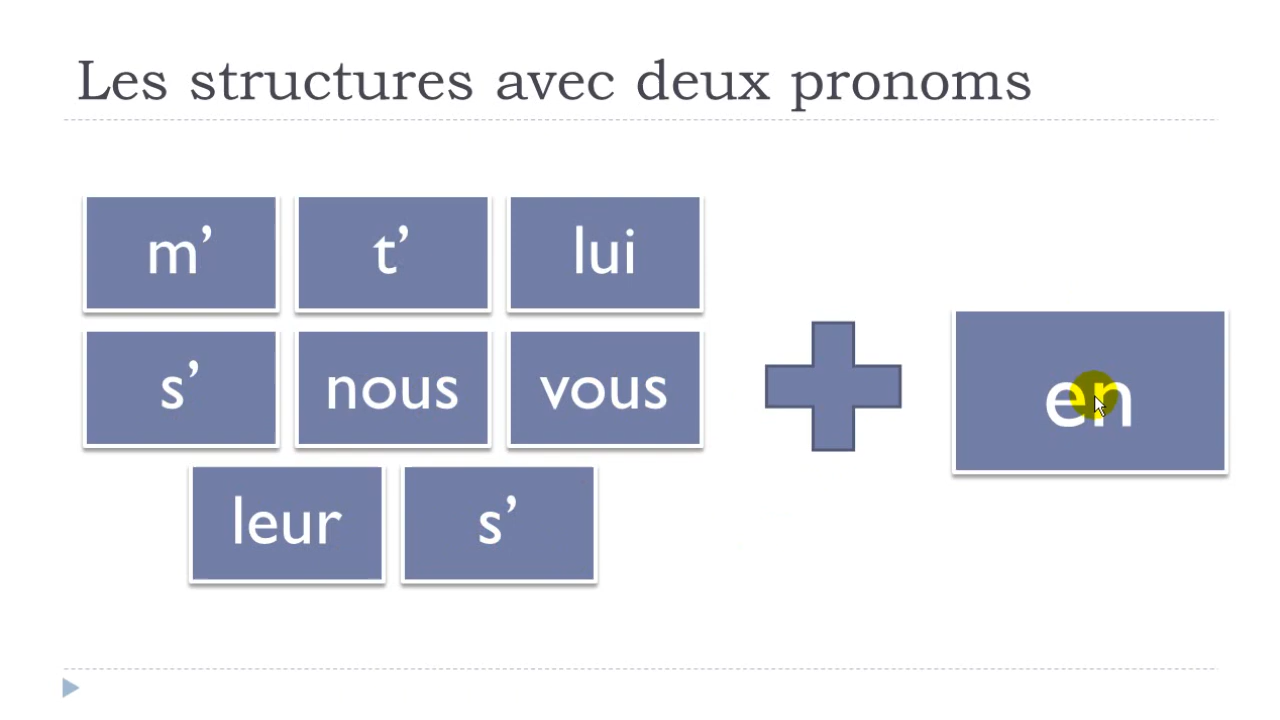 Les structures avec deux pronoms
m’ t’ lui
s’ nous vous
leur s’
en